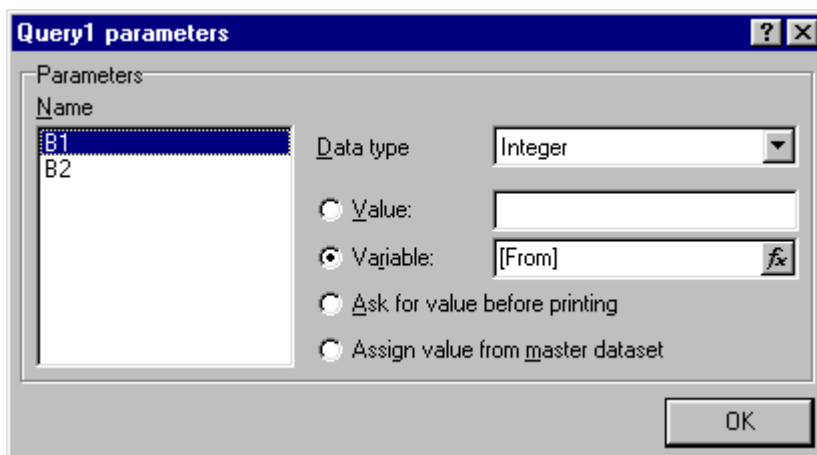 Query1 parameters
Parameters
Name
B1
B2
Data type Integer
Value:
Variable: [From] fx
Ask for value before printing
Assign value from master dataset
OK